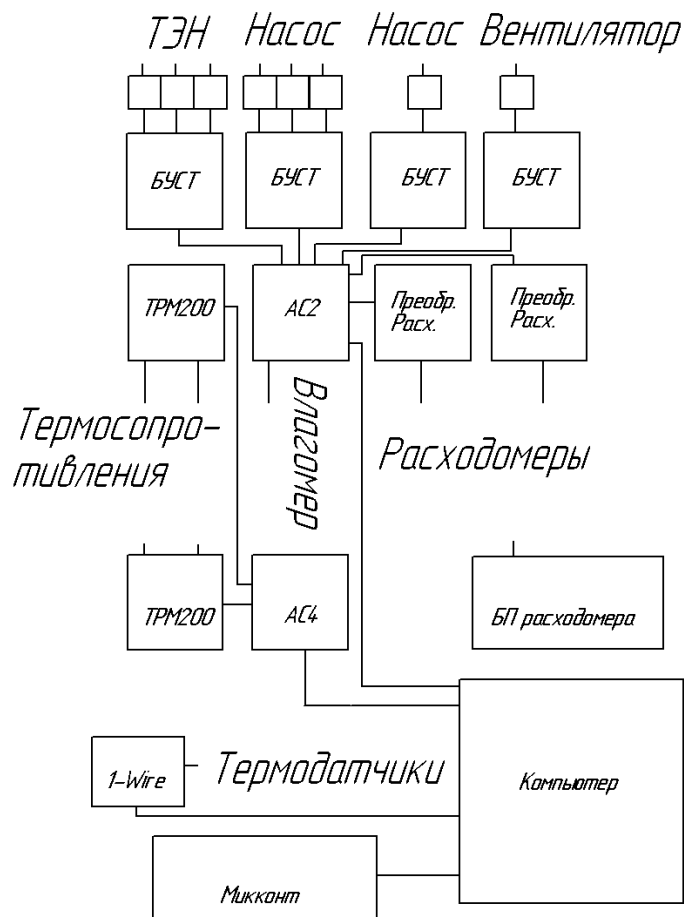 ТЭН Насос Насос Вентилятор
БУСТ БУСТ БУСТ БУСТ
ТРМ200 АС2 Преобр. Преобр.
Расх. Расх.
Термосопро-
тивления
Влагомер
Расходомеры
ТРМ200 АС4 БП расходомера
1-Wire Термодатчики Компьютер
Микконт